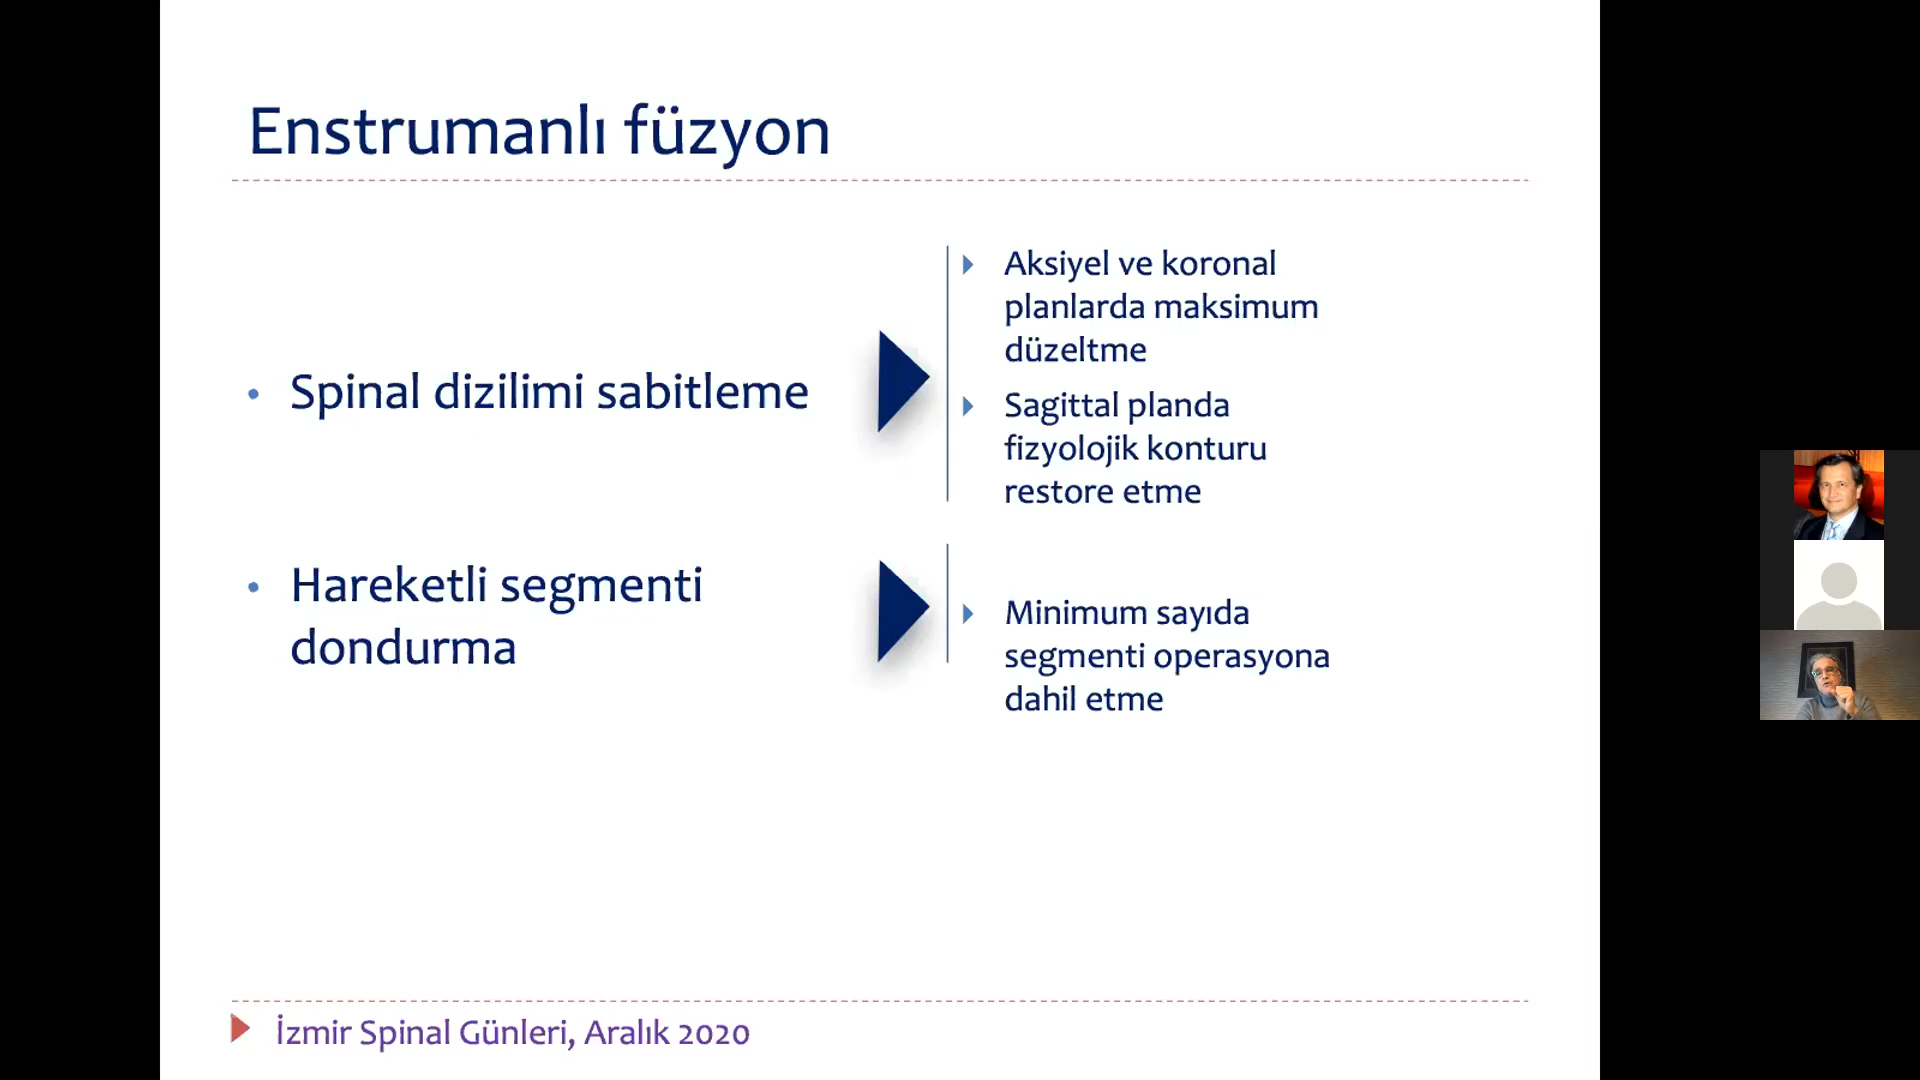 Enstrumanlı füzyon
Spinal dizilimi sabitleme
Aksiyel ve koronal
planlarda maksimum
düzeltme
Sagittal planda
fizyolojik konturu
restore etme
Hareketli segmenti
dondurma
Minimum sayıda
segmenti operasyona
dahil etme
İzmir Spinal Günleri, Aralık 2020